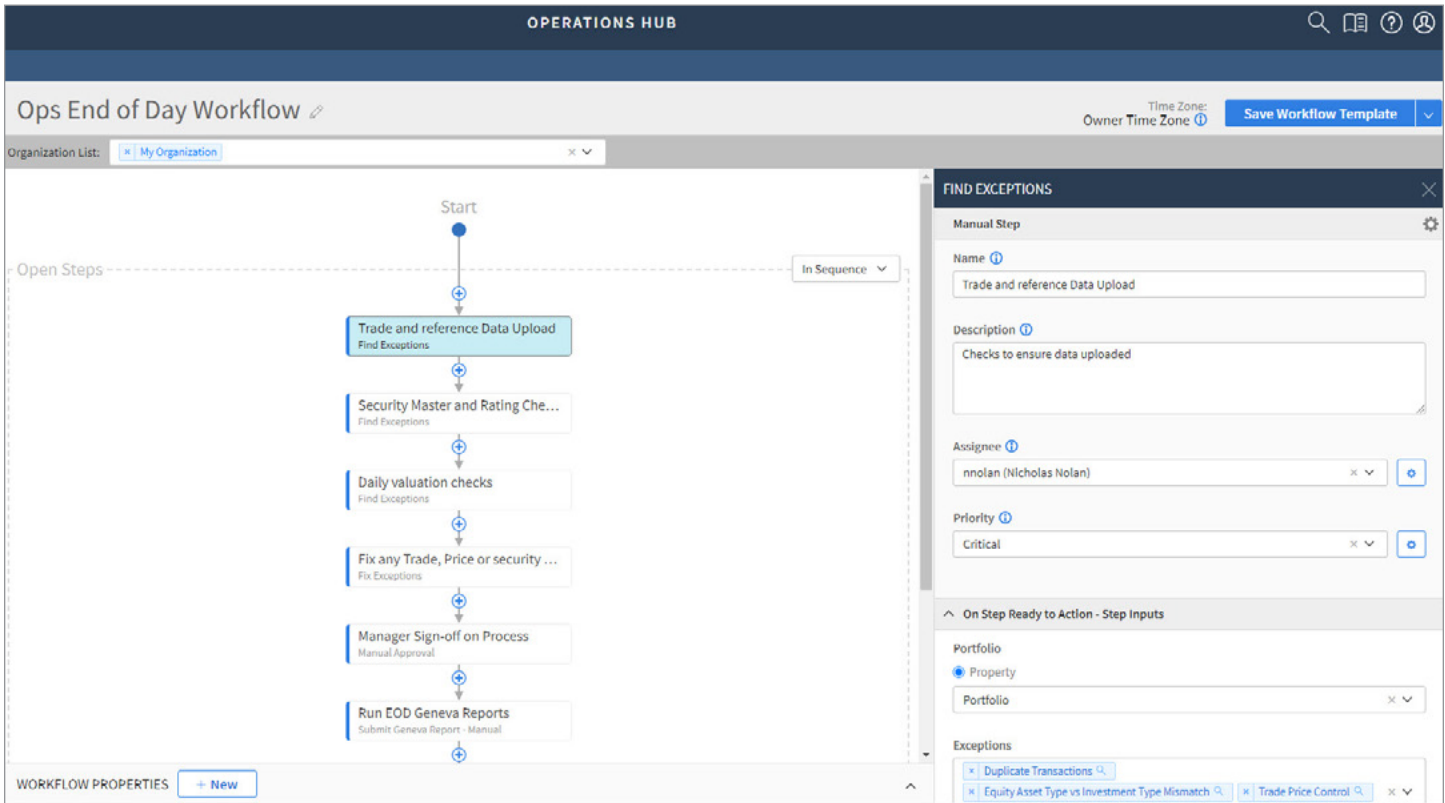 OPERATIONS HUB
Ops End of Day Workflow
Time Zone:
Owner Time Zone
Save Workflow Template
Organization List:
× My Organization
Start
Open Steps
In Sequence
Trade and reference Data Upload
Find Exceptions
Security Master and Rating Che...
Find Exceptions
Daily valuation checks
Find Exceptions
Fix any Trade, Price or security ...
Fix Exceptions
Manager Sign-off on Process
Manual Approval
Run EOD Geneva Reports
Submit Geneva Report - Manual
WORKFLOW PROPERTIES
+ New
FIND EXCEPTIONS
Manual Step
Name
Trade and reference Data Upload
Description
Checks to ensure data uploaded
Assignee
nnolan (Nicholas Nolan)
Priority
Critical
On Step Ready to Action - Step Inputs
Portfolio
Property
Portfolio
Exceptions
× Duplicate Transactions
× Equity Asset Type vs Investment Type Mismatch × Trade Price Control